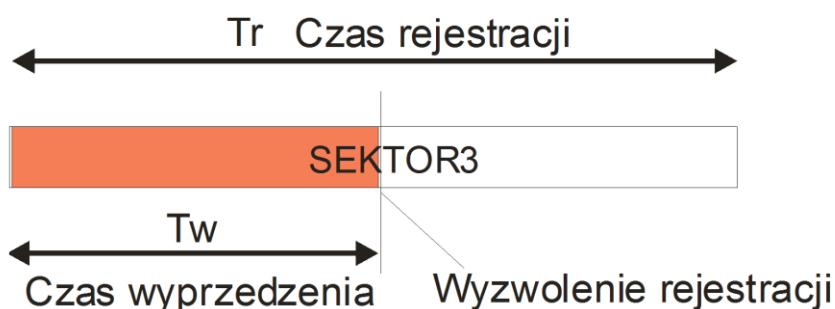 Tr Czas rejestracji
SEKTOR3
Tw
Czas wyprzedzenia
Wyzwolenie rejestracji